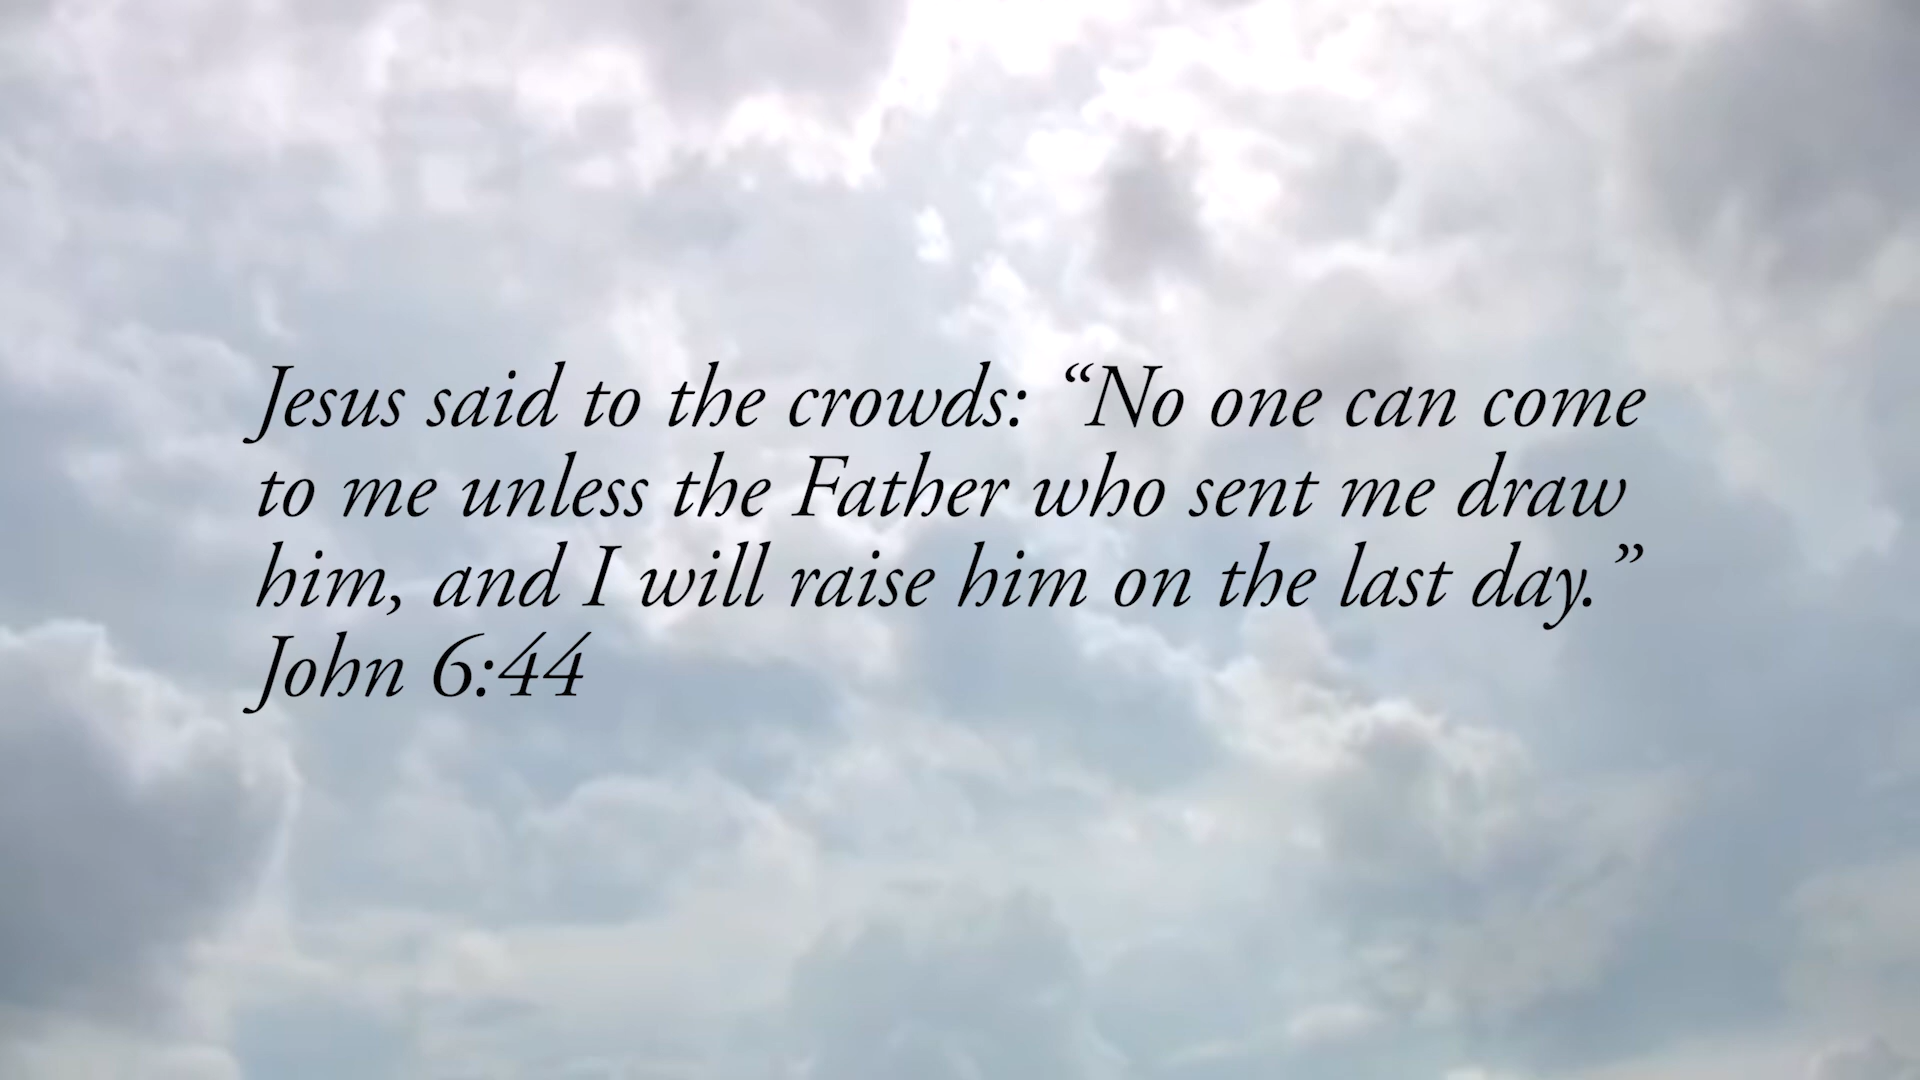 Jesus said to the crowds: “No one can come
to me unless the Father who sent me draw
him, and I will raise him on the last day.”
John 6:44